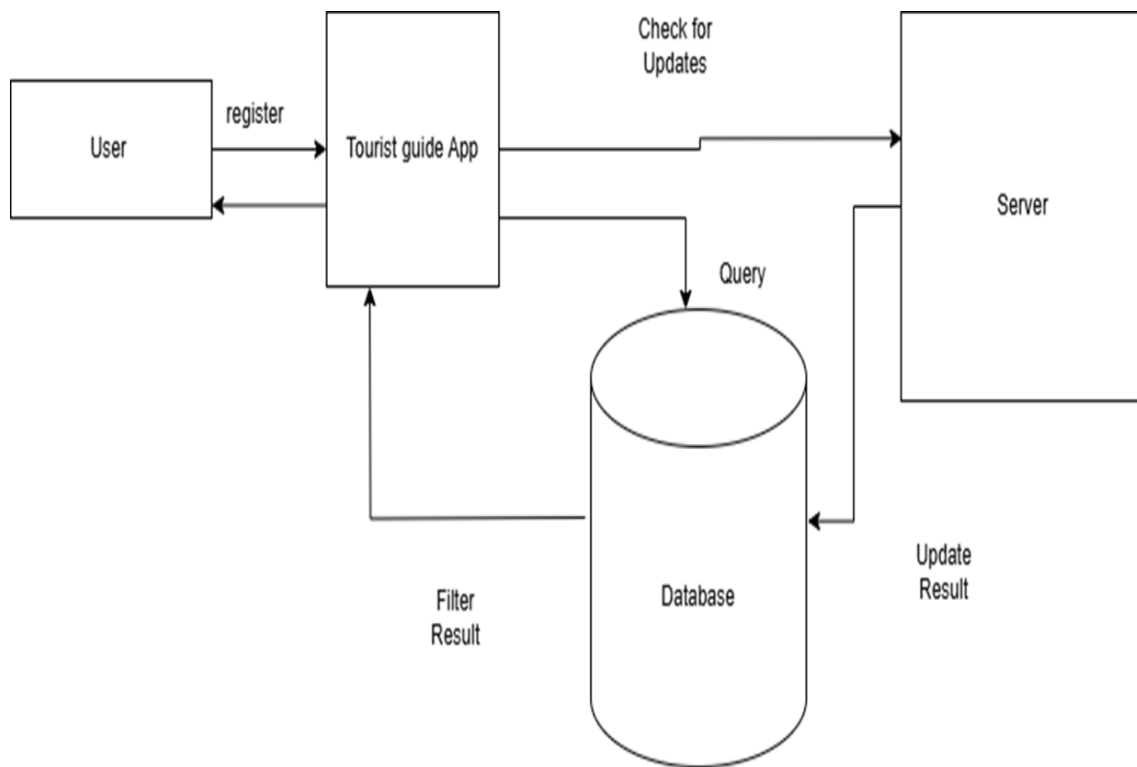 Check for
Updates
register
User
Tourist guide App
Server
Query
Update
Result
Database
Filter
Result